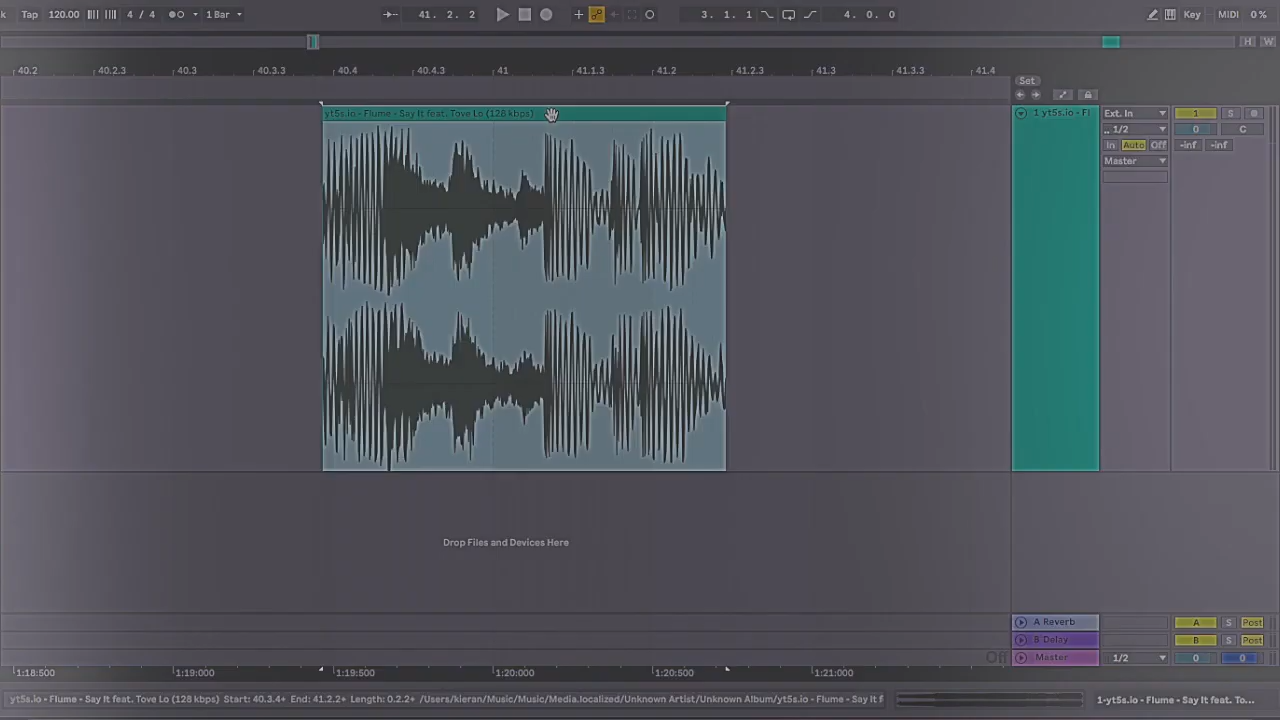 Tap 120.00 4 / 4 1 Bar 41. 2. 2 3. 1. 1 4. 0. 0 Key MIDI 0%
H W
40.2 40.2.3 40.3 40.3.3 40.4 40.4.3 41 41.1.3 41.2 41.2.3 41.3 41.3.3 41.4
Set
yt5s.io - Flume - Say It feat. Tove Lo (128 kbps)
1 yt5s.io - Fl Ext. In 1 S
1/2 0 C
In Auto Off -inf -inf
Master
Drop Files and Devices Here
A Reverb A S Post
B Delay B S Post
Off Master 1/2 0 0
1:18:500 1:19:000 1:19:500 1:20:000 1:20:500 1:21:000
yt5s.io - Flume - Say It feat. Tove Lo (128 kbps) Start: 40.3.4+ End: 41.2.2+ Length: 0.2.2+ /Users/kieran/Music/Music/Media.localized/Unknown Artist/Unknown Album/yt5s.io - Flume - Say It f
1-yt5s.io - Flume - Say It feat. To...